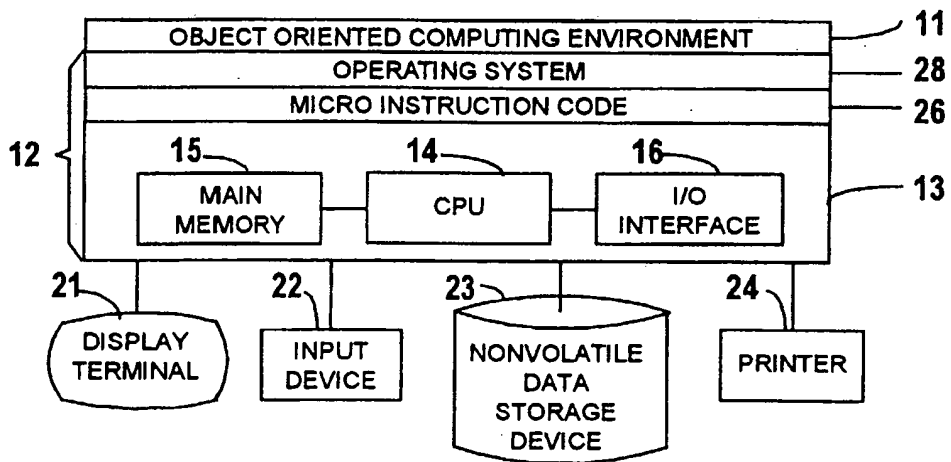 OBJECT ORIENTED COMPUTING ENVIRONMENT
11
OPERATING SYSTEM
28
MICRO INSTRUCTION CODE
26
12
15
14
16
13
MAIN
MEMORY
CPU
I/O
INTERFACE
21
22
23
24
DISPLAY
TERMINAL
INPUT
DEVICE
NONVOLATILE
DATA
STORAGE
DEVICE
PRINTER